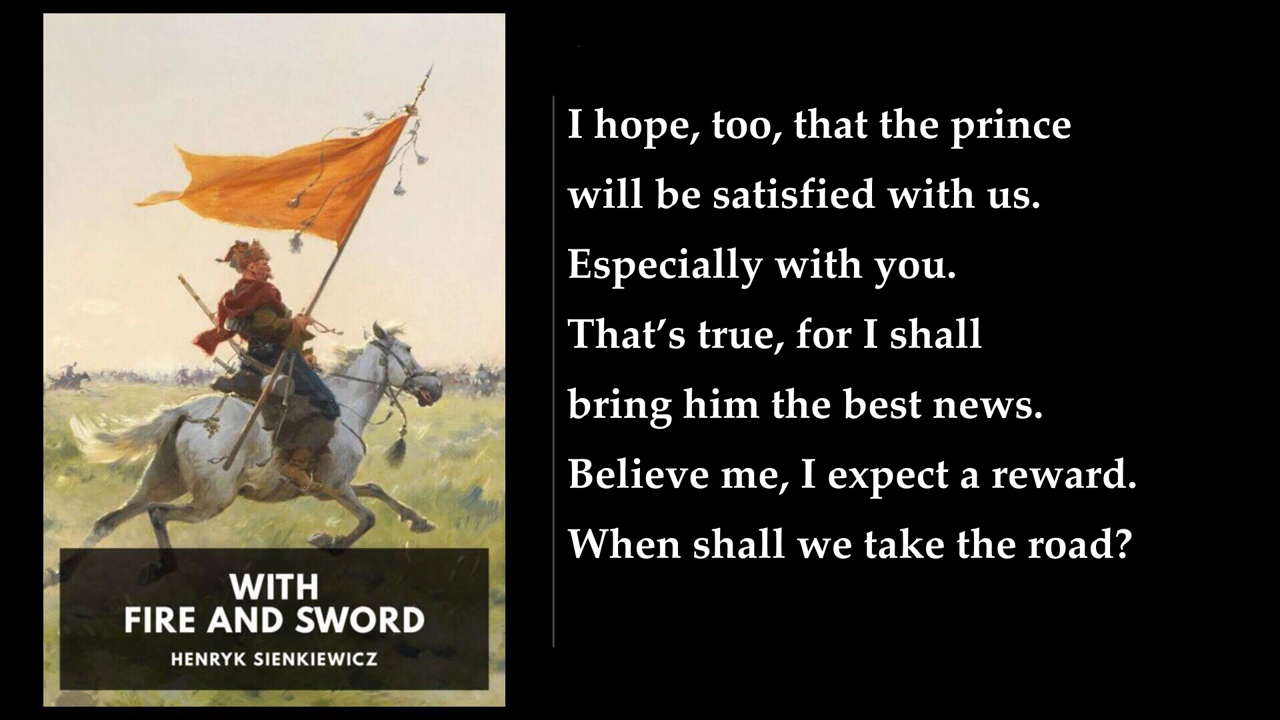 I hope, too, that the prince
will be satisfied with us.
Especially with you.
That’s true, for I shall
bring him the best news.
Believe me, I expect a reward.
When shall we take the road?
WITH
FIRE AND SWORD
HENRYK SIENKIEWICZ